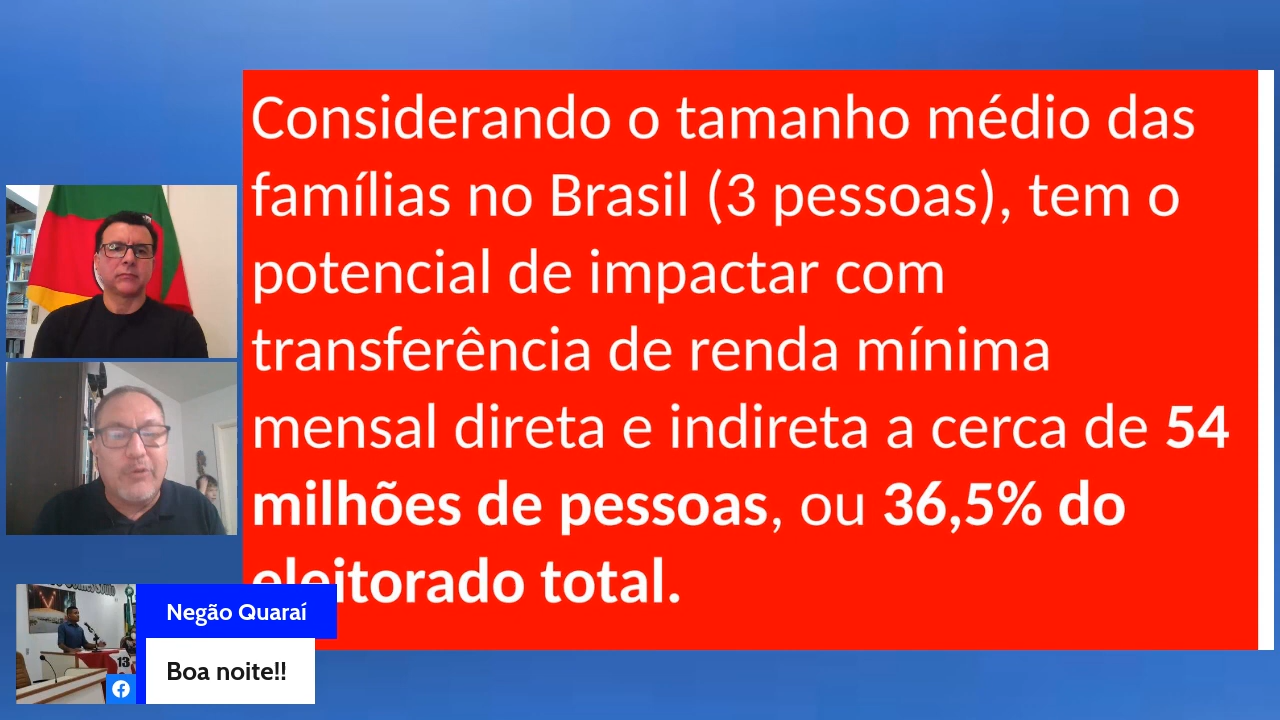 Considerando o tamanho médio das
famílias no Brasil (3 pessoas), tem o
potencial de impactar com
transferência de renda mínima
mensal direta e indireta a cerca de 54
milhões de pessoas, ou 36,5% do
eleitorado total.
Negão Quaraí
Boa noite!!
13